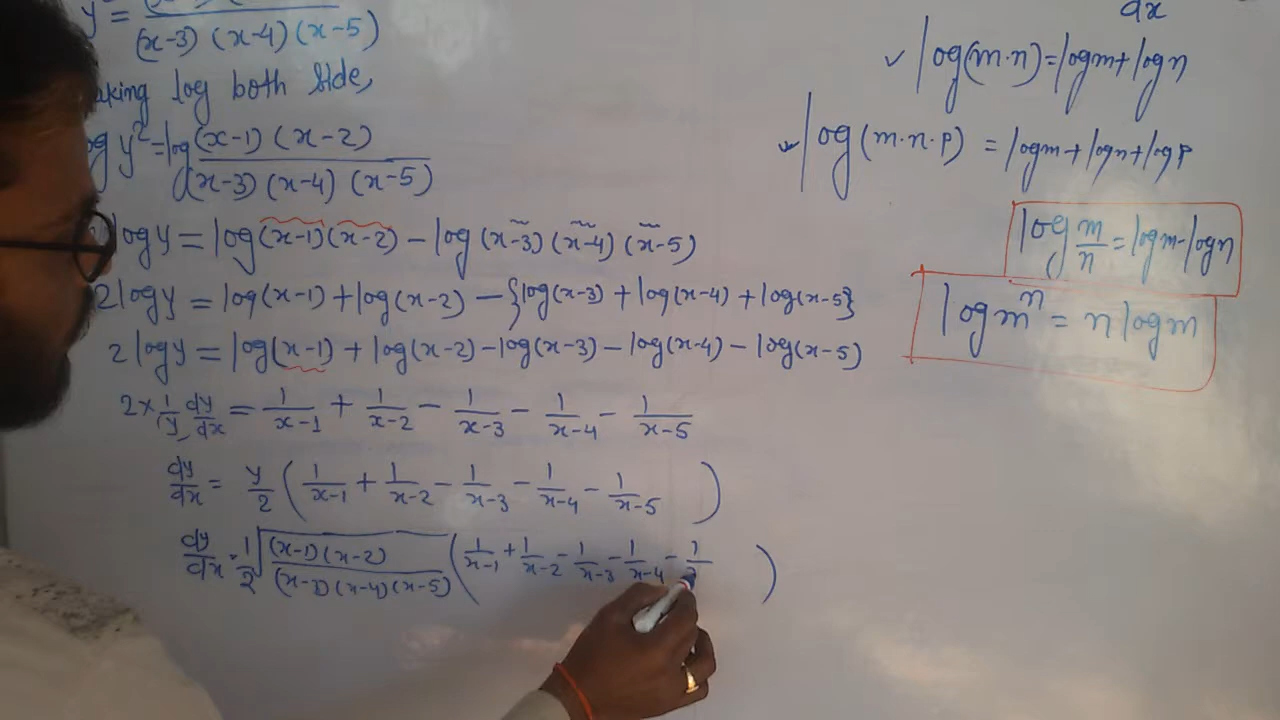 y =
(x-3) (x-4) (x-5)
aking log both side,
og y² = log (x-1) (x-2) / (x-3) (x-4) (x-5)
log y = log (x-1)(x-2) - log (x-3) (x-4) (x-5)
2 log y = log(x-1) + log(x-2) - {log(x-3) + log(x-4) + log(x-5)}
2 log y = log(x-1) + log(x-2) - log(x-3) - log(x-4) - log(x-5)
2 × 1/y dy/dx = 1/x-1 + 1/x-2 - 1/x-3 - 1/x-4 - 1/x-5
dy/dx = y/2 ( 1/x-1 + 1/x-2 - 1/x-3 - 1/x-4 - 1/x-5 )
dy/dx = 1/2 √(x-1)(x-2) / (x-3)(x-4)(x-5) ( 1/x-1 + 1/x-2 - 1/x-3 - 1/x-4 - 1/ )
dx
✓ log(m·n) = log m + log n
✓ log (m·n·p) = log m + log n + log p
log m/n = log m - log n
log mⁿ = n log m